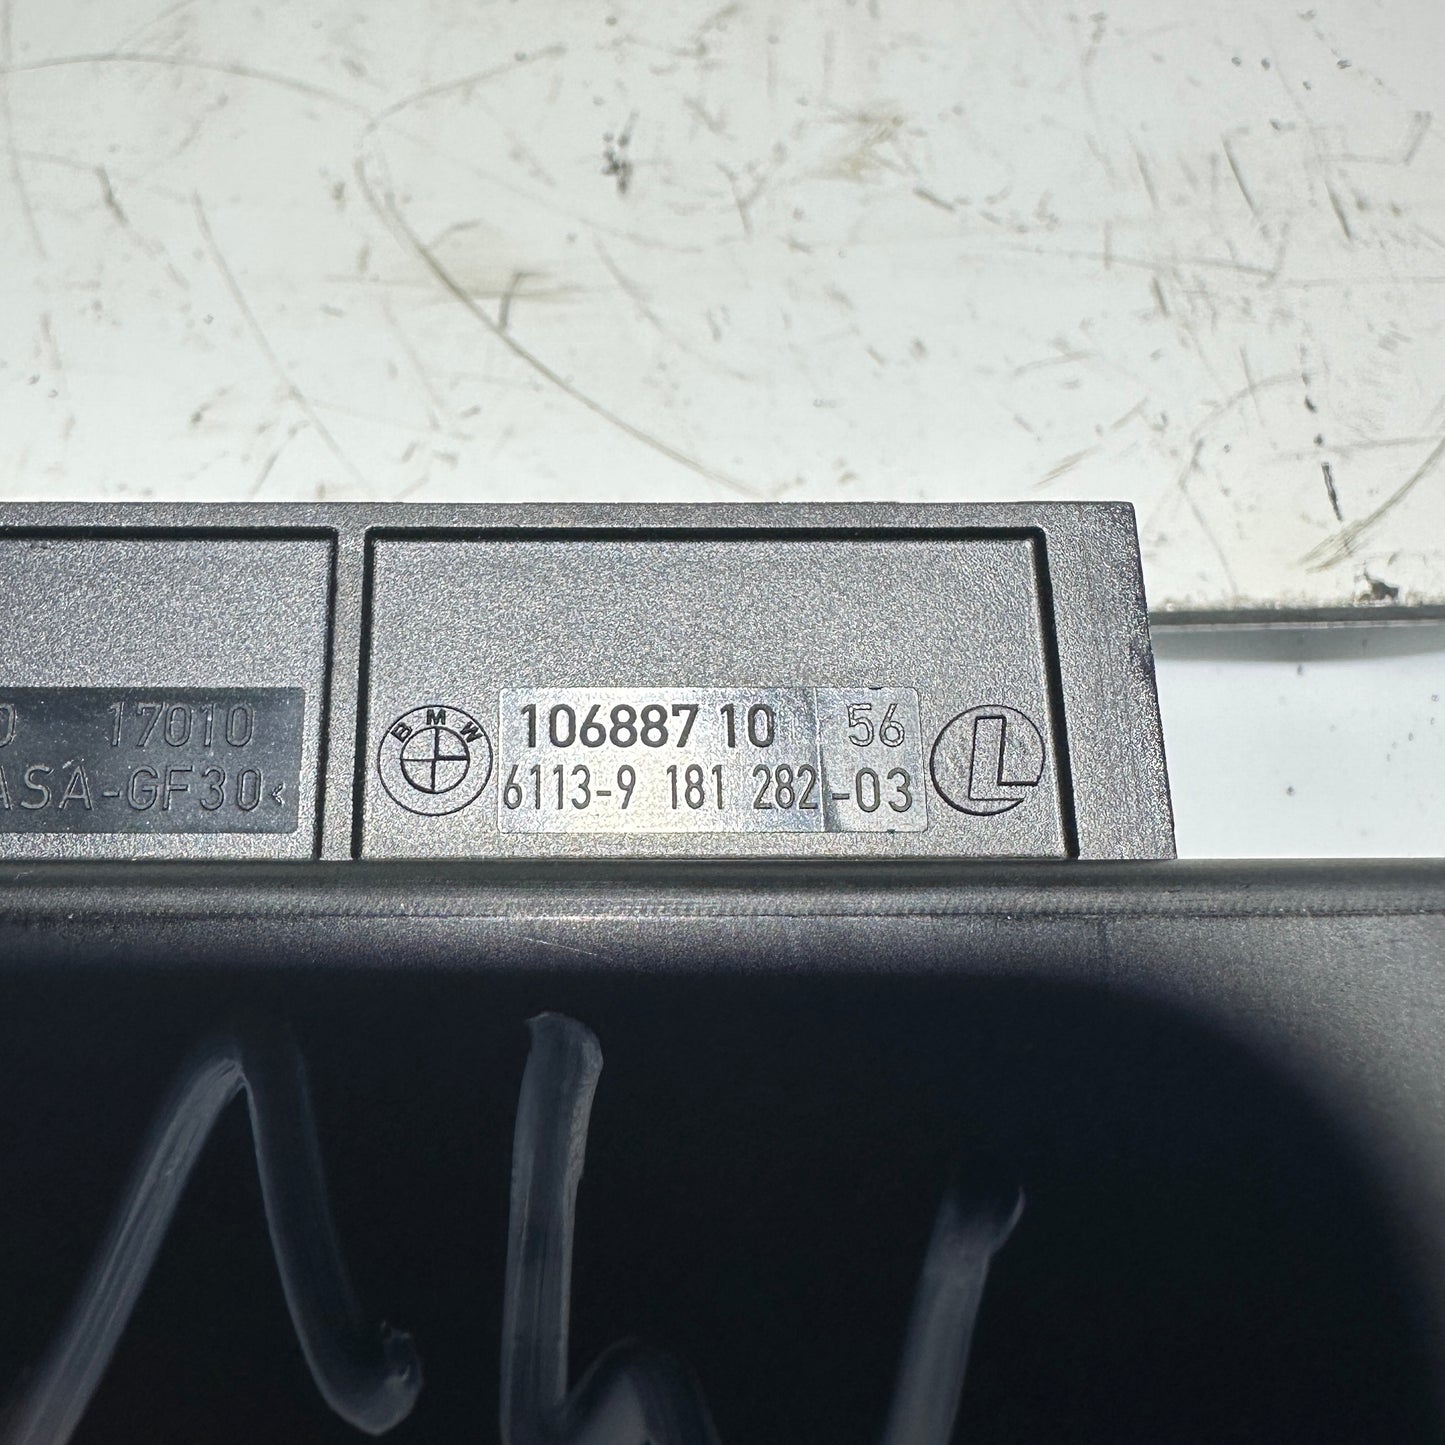 17010
ASA-GF30<
BMW
106887 10 56
6113-9 181 282-03
L